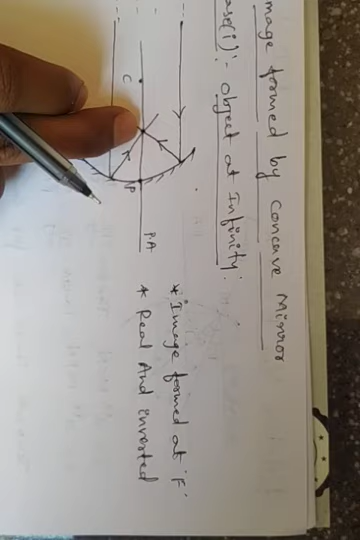 mage formed by Concave Mirror
ase(i): object at Infinity:
C
P
P.A
* Image formed at 'F'
* Real And inverted